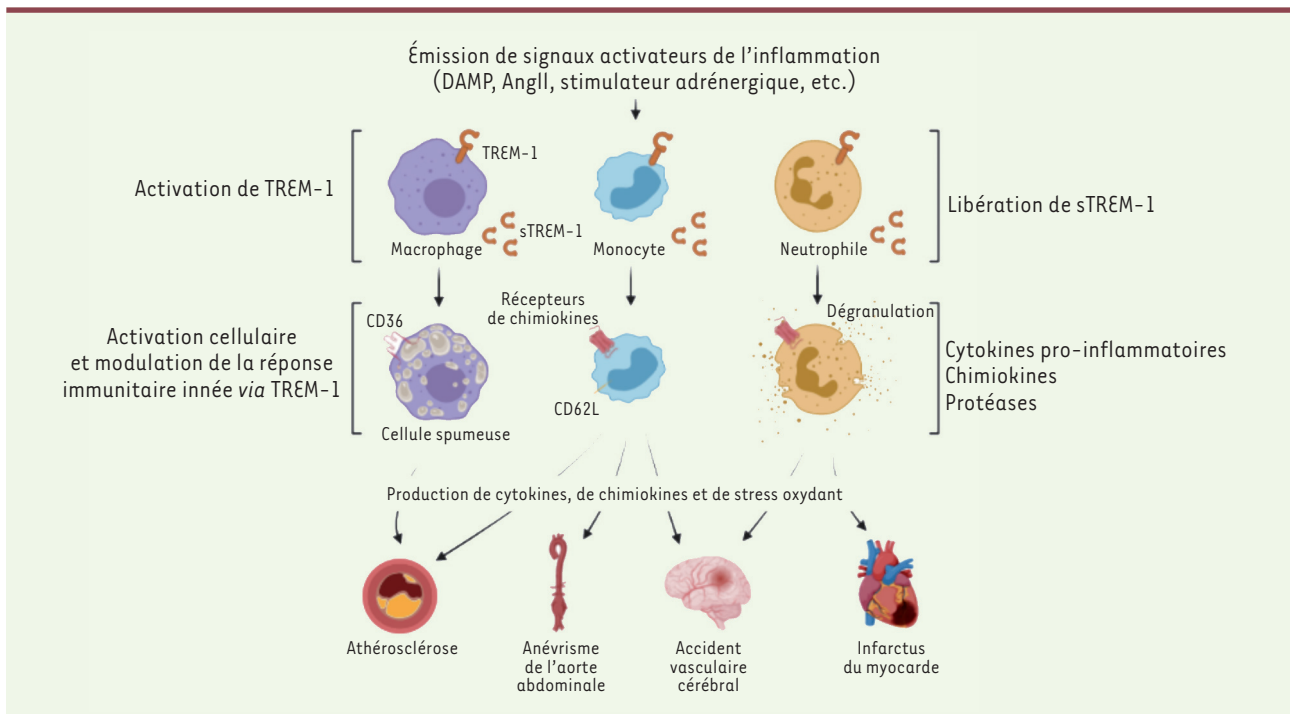 Émission de signaux activateurs de l’inflammation
(DAMP, AngII, stimulateur adrénergique, etc.)
Activation de TREM-1
TREM-1
sTREM-1
Macrophage
Monocyte
Neutrophile
Libération de sTREM-1
Activation cellulaire
et modulation de la réponse
immunitaire innée via TREM-1
CD36
Cellule spumeuse
Récepteurs
de chimiokines
CD62L
Dégranulation
Cytokines pro-inflammatoires
Chimiokines
Protéases
Production de cytokines, de chimiokines et de stress oxydant
Athérosclérose
Anévrisme
de l’aorte
abdominale
Accident
vasculaire
cérébral
Infarctus
du myocarde